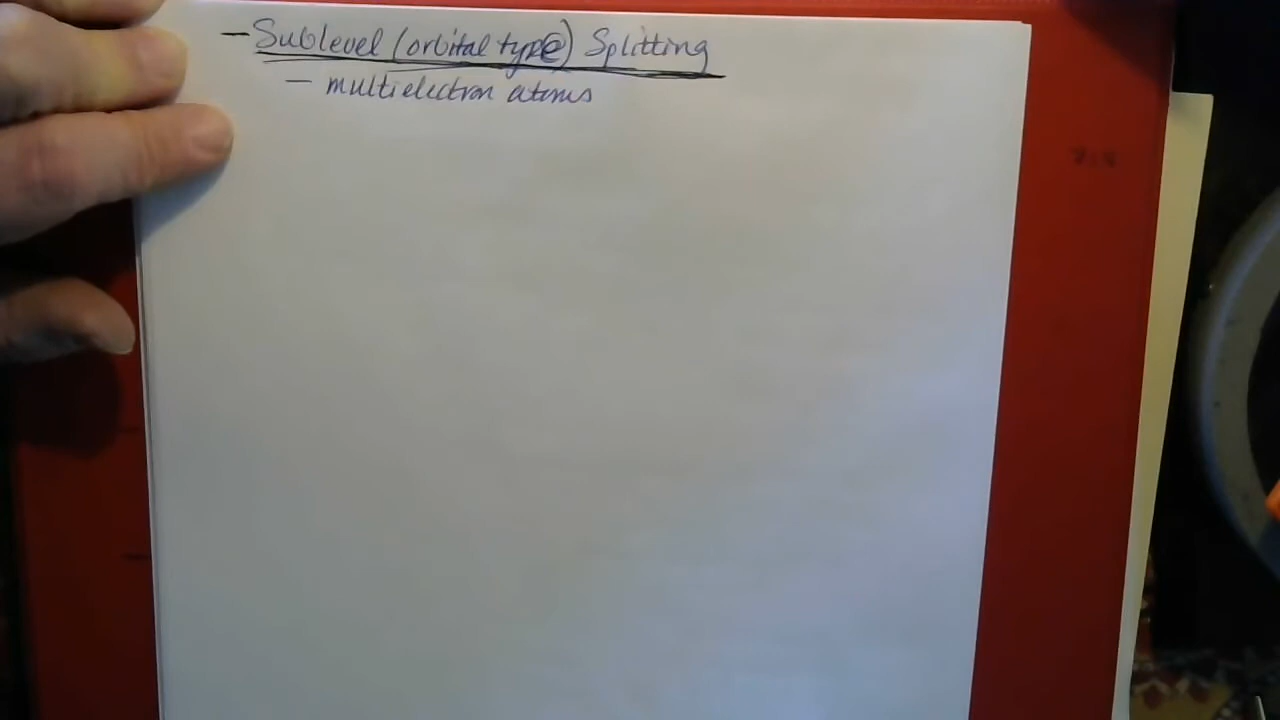 - Sublevel (orbital type) Splitting
- multielectron atoms